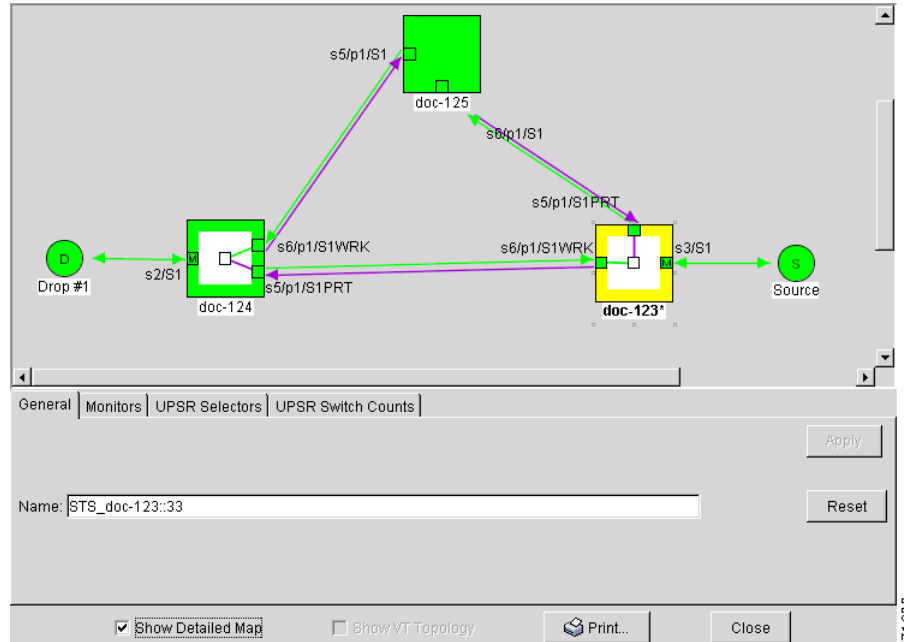 s5/p1/S1
doc-125
s6/p1/S1
s5/p1/S1PRT
s6/p1/S1WRK
s6/p1/S1WRK
s3/S1
D
M
M
S
s2/S1
Drop #1
s5/p1/S1PRT
Source
doc-124
doc-123*
General Monitors UPSR Selectors UPSR Switch Counts
Apply
Name: STS_doc-123::33
Reset
Show Detailed Map Show VT Topology Print... Close